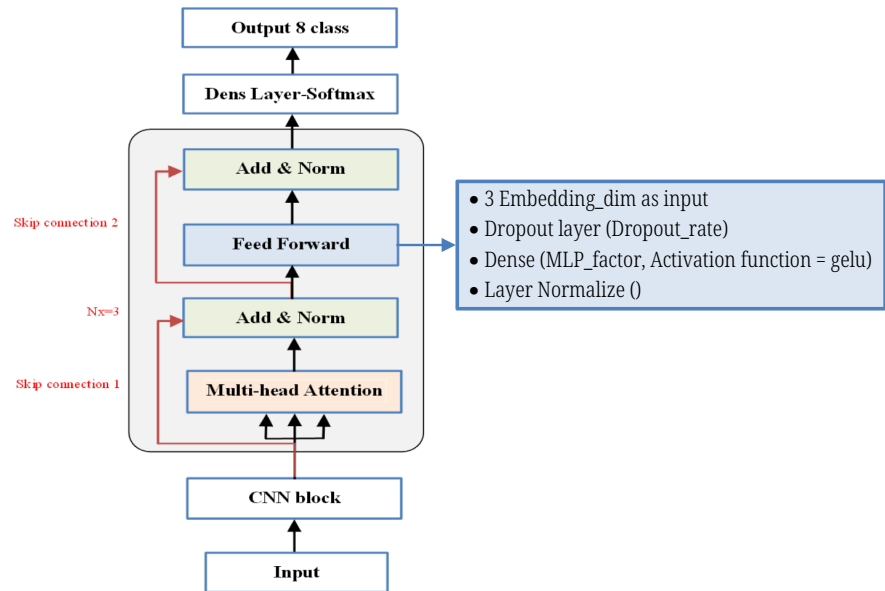 Output 8 class
Dens Layer-Softmax
Add & Norm
Skip connection 2
Feed Forward
• 3 Embedding_dim as input
• Dropout layer (Dropout_rate)
• Dense (MLP_factor, Activation function = gelu)
• Layer Normalize ()
Nx=3
Add & Norm
Skip connection 1
Multi-head Attention
CNN block
Input